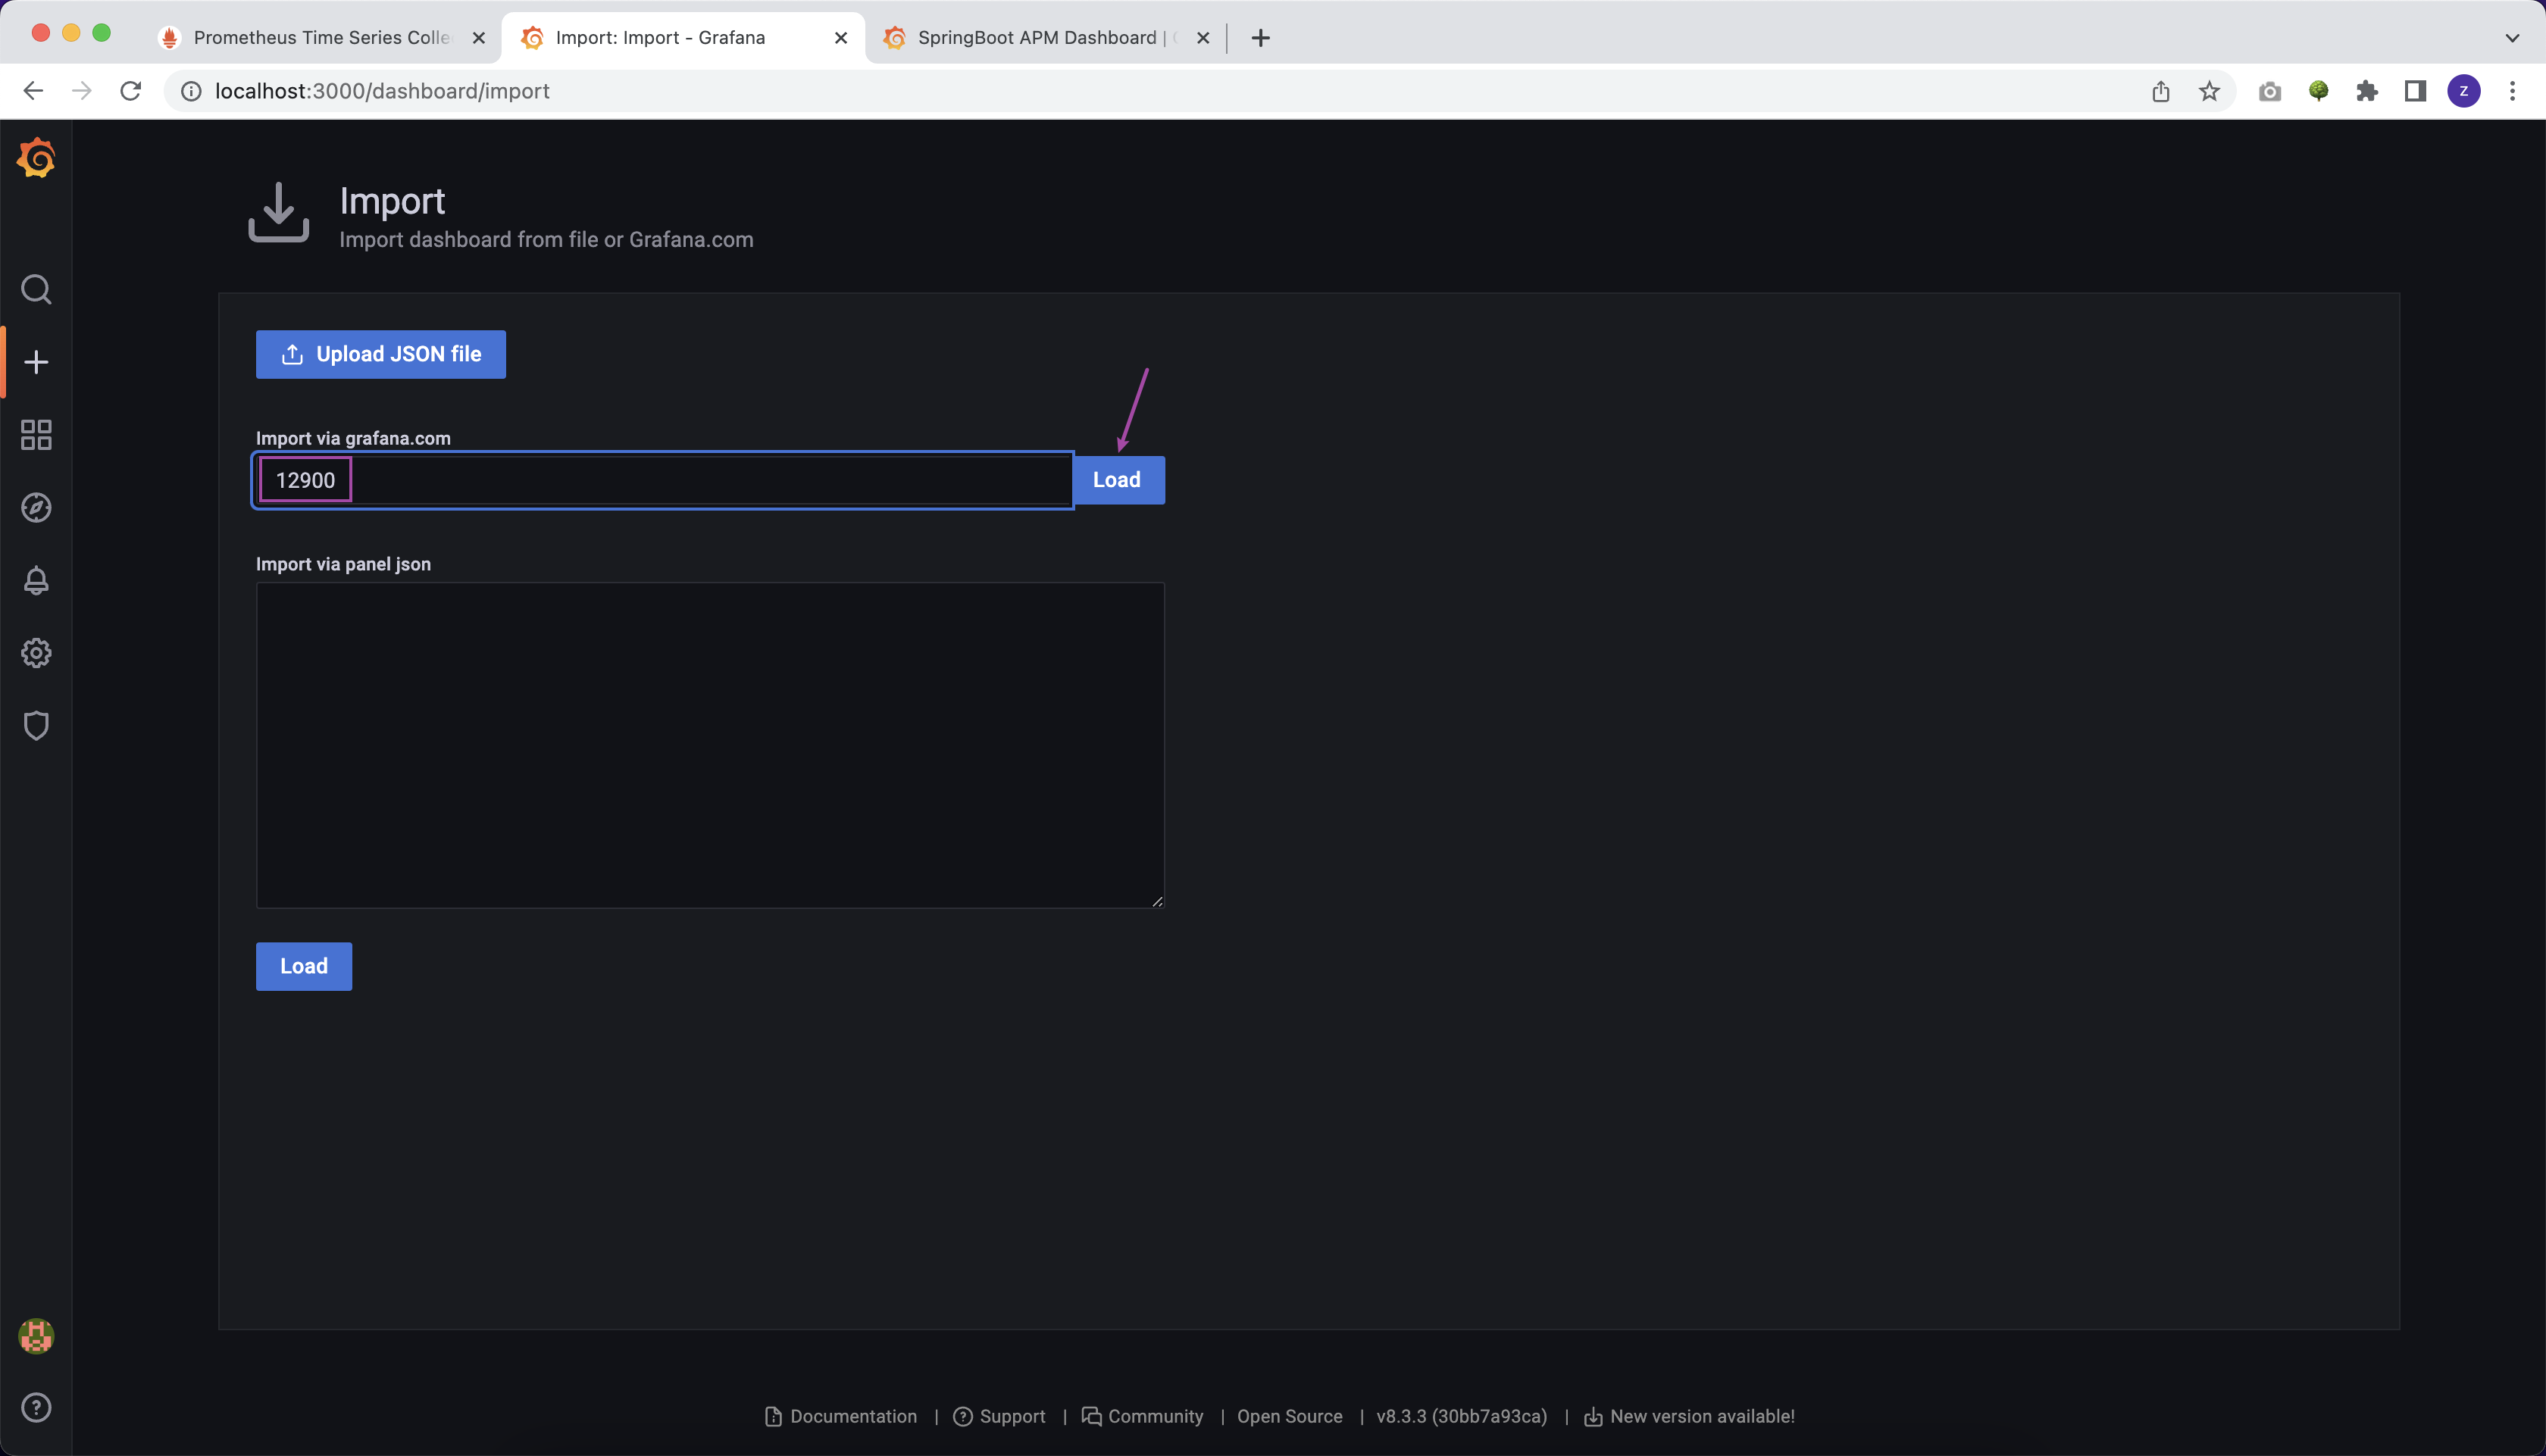 Prometheus Time Series Colle
Import: Import - Grafana
SpringBoot APM Dashboard |
localhost:3000/dashboard/import
z
Import
Import dashboard from file or Grafana.com
Upload JSON file
Import via grafana.com
12900
Load
Import via panel json
Load
Documentation | Support | Community | Open Source | v8.3.3 (30bb7a93ca) | New version available!